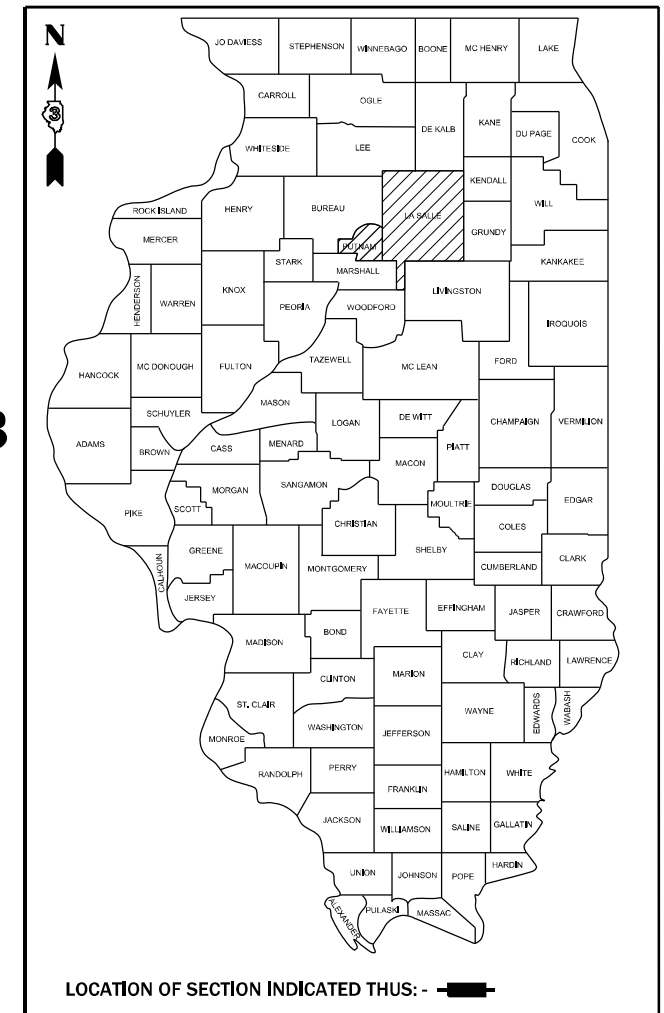 N
3
JO DAVIESS
STEPHENSON
WINNEBAGO
BOONE
MC HENRY
LAKE
CARROLL
OGLE
DE KALB
KANE
DU PAGE
COOK
WHITESIDE
LEE
KENDALL
WILL
ROCK ISLAND
HENRY
BUREAU
LA SALLE
GRUNDY
MERCER
PUTNAM
KANKAKEE
STARK
MARSHALL
HENDERSON
WARREN
KNOX
PEORIA
WOODFORD
LIVINGSTON
IROQUOIS
HANCOCK
MC DONOUGH
FULTON
TAZEWELL
MC LEAN
FORD
MASON
SCHUYLER
LOGAN
DE WITT
CHAMPAIGN
VERMILION
ADAMS
BROWN
CASS
MENARD
PIATT
MACON
SANGAMON
MORGAN
DOUGLAS
EDGAR
PIKE
SCOTT
MOULTRIE
CHRISTIAN
COLES
GREENE
SHELBY
CALHOUN
MACOUPIN
MONTGOMERY
CUMBERLAND
CLARK
JERSEY
FAYETTE
EFFINGHAM
JASPER
CRAWFORD
BOND
MADISON
CLAY
RICHLAND
LAWRENCE
MARION
CLINTON
ST. CLAIR
WAYNE
EDWARDS
WABASH
WASHINGTON
JEFFERSON
MONROE
PERRY
RANDOLPH
HAMILTON
WHITE
FRANKLIN
JACKSON
WILLIAMSON
SALINE
GALLATIN
HARDIN
UNION
JOHNSON
POPE
ALEXANDER
PULASKI
MASSAC
LOCATION OF SECTION INDICATED THUS: -